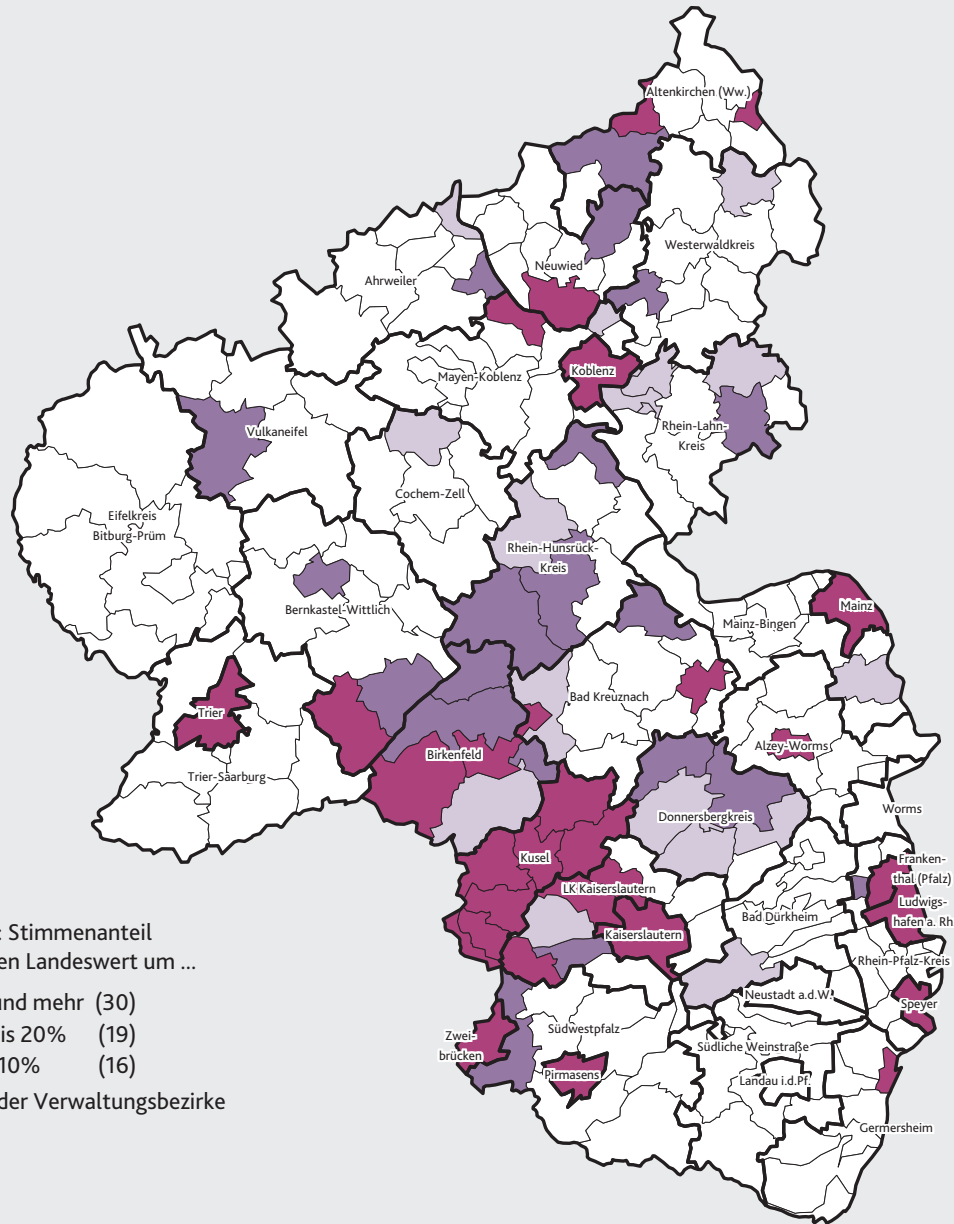 Altenkirchen (Ww.)
Westerwaldkreis
Neuwied
Ahrweiler
Koblenz
Mayen-Koblenz
Rhein-Lahn-
Kreis
Vulkaneifel
Cochem-Zell
Eifelkreis
Bitburg-Prüm
Rhein-Hunsrück-
Kreis
Bernkastel-Wittlich
Mainz
Mainz-Bingen
Bad Kreuznach
Trier
Alzey-Worms
Birkenfeld
Trier-Saarburg
Worms
Donnersbergkreis
Kusel
Franken-
thal (Pfalz)
LK Kaiserslautern
Ludwigs-
hafen a. Rh
Bad Dürkheim
Kaiserslautern
Rhein-Pfalz-Kreis
Neustadt a.d.W.
Speyer
Südwestpfalz
Zwei-
brücken
Südliche Weinstraße
Pirmasens
Landau i.d.Pf.
Germersheim
: Stimmenanteil
en Landeswert um ...
und mehr (30)
is 20% (19)
10% (16)
der Verwaltungsbezirke